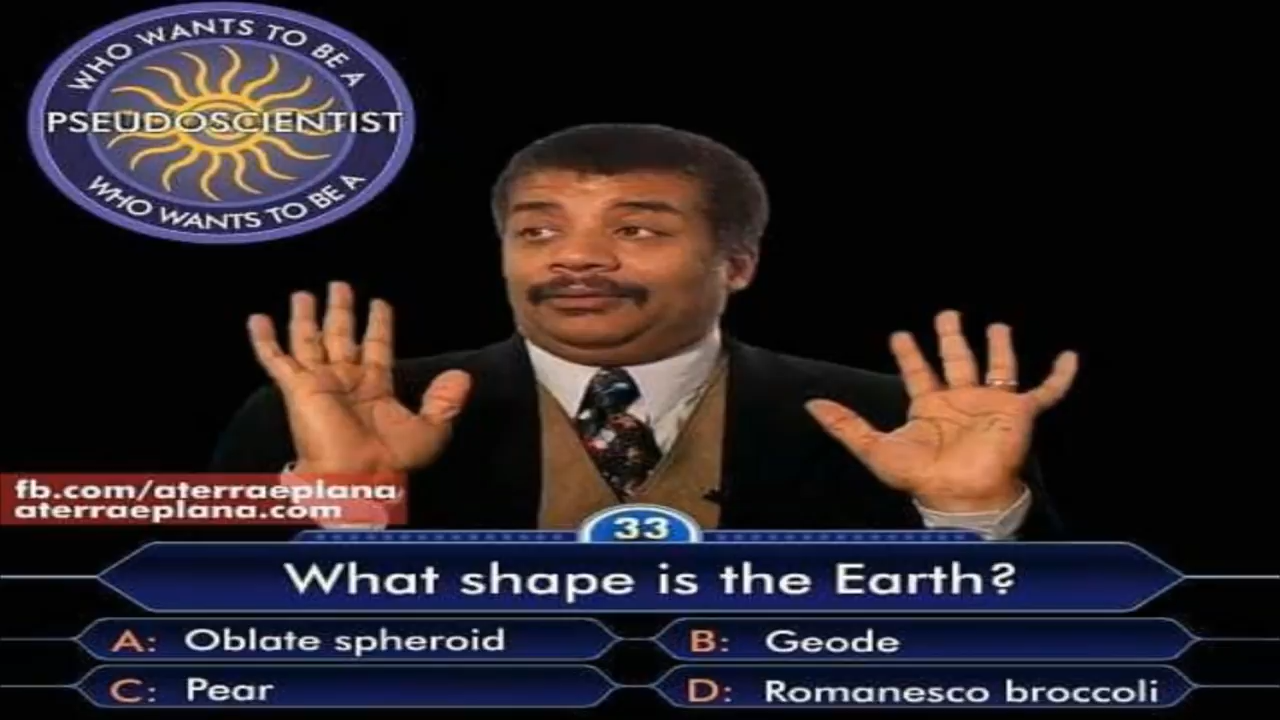 WHO WANTS TO BE A
PSEUDOSCIENTIST
WHO WANTS TO BE A
fb.com/aterraeplana
aterraeplana.com
33
What shape is the Earth?
A: Oblate spheroid
B: Geode
C: Pear
D: Romanesco broccoli